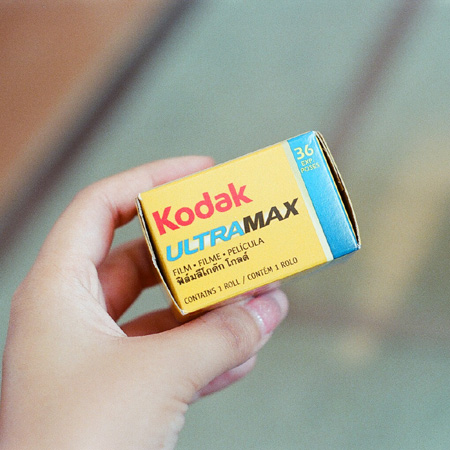 Kodak
ULTRAMAX
FILM • FILME • PELÍCULA
ฟิล์มสีโกดัก โกลด์
CONTAINS 1 ROLL / CONTÉM 1 ROLO
36
EXP.
POSES